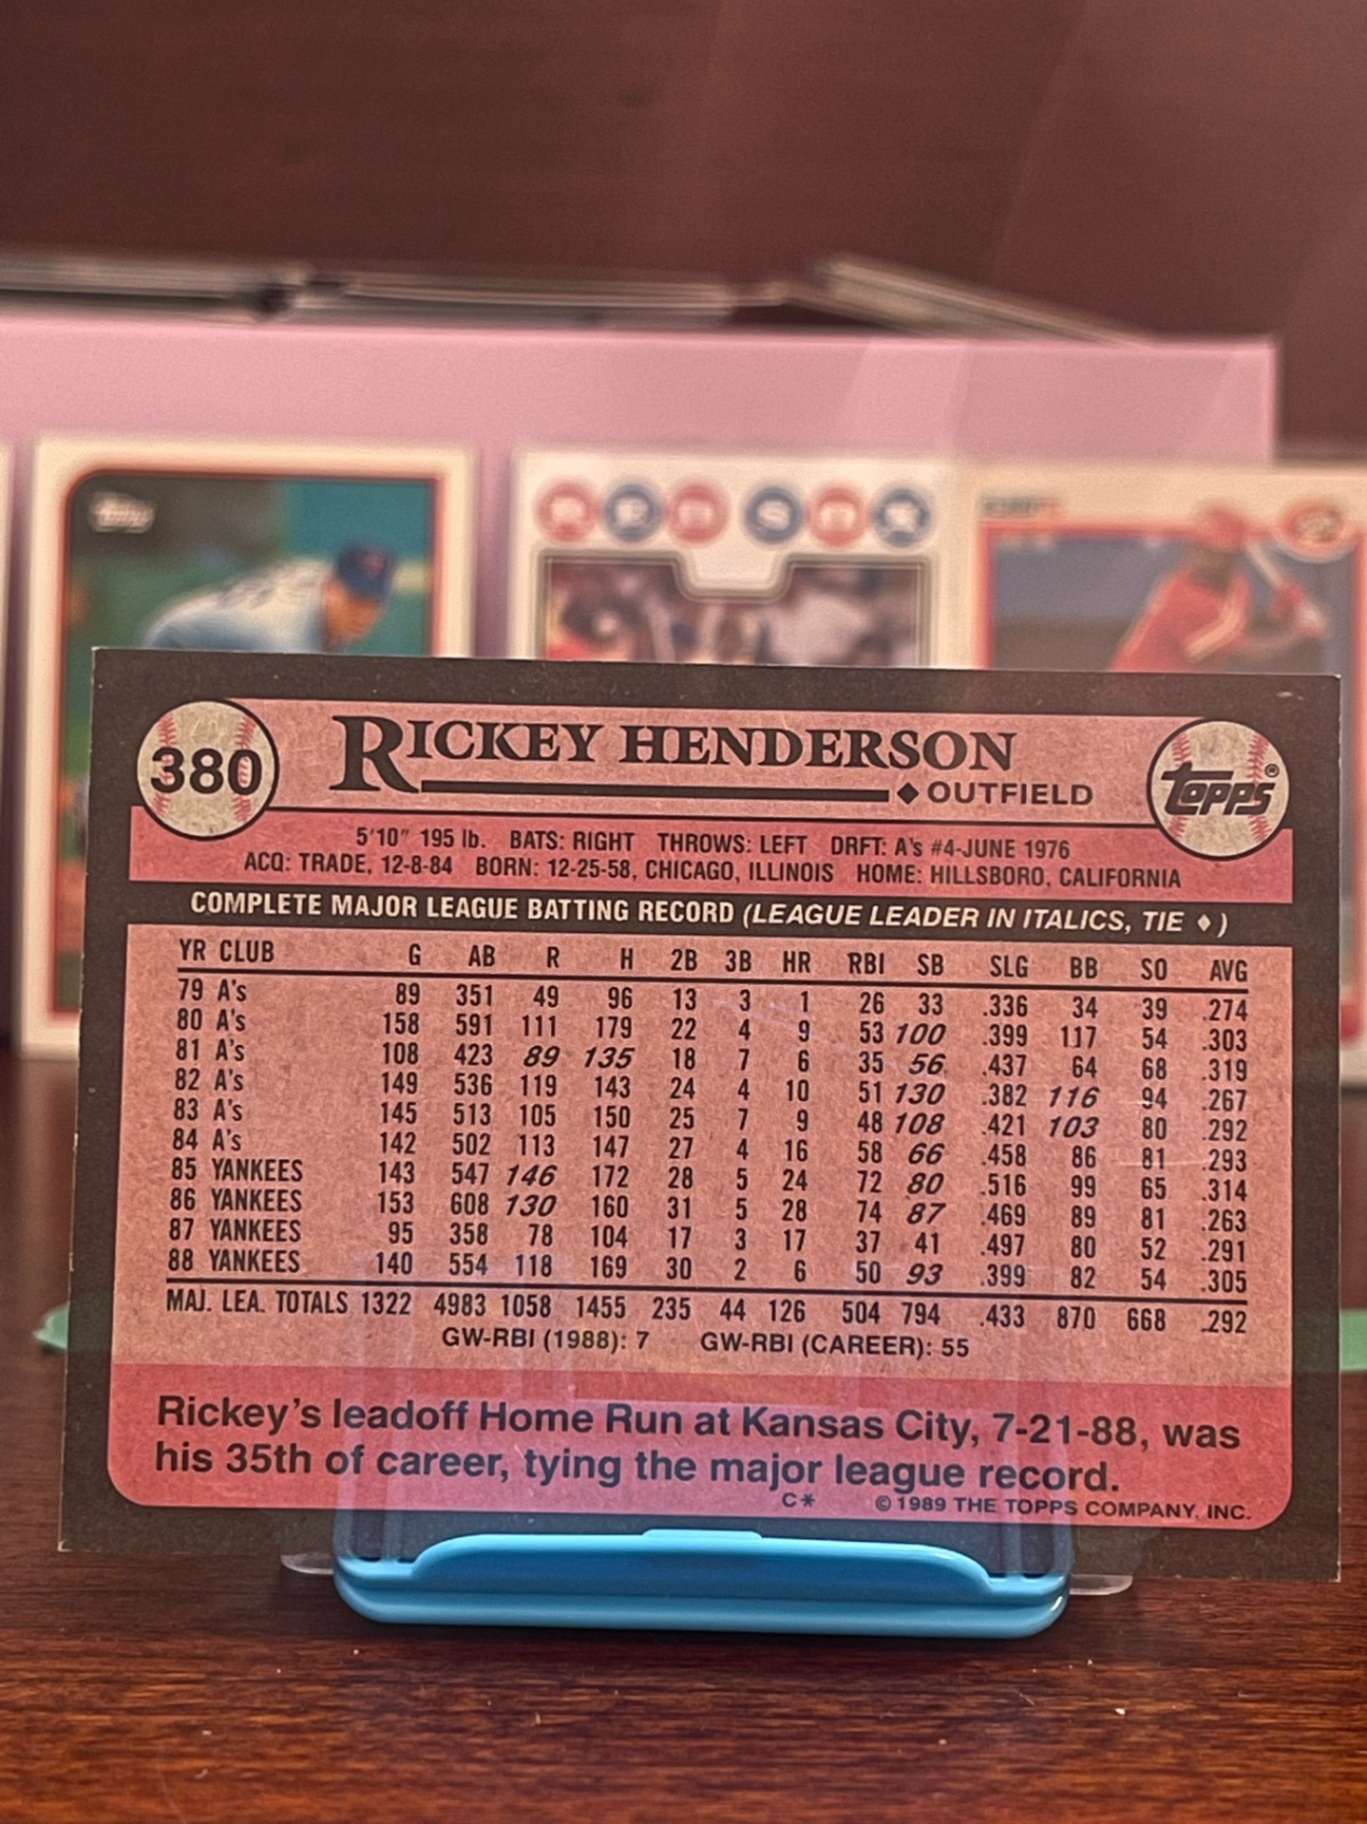 Topps
RED SOX
380
RICKEY HENDERSON
◆ OUTFIELD
Topps®
5'10" 195 lb. BATS: RIGHT THROWS: LEFT DRFT: A's #4-JUNE 1976
ACQ: TRADE, 12-8-84 BORN: 12-25-58, CHICAGO, ILLINOIS HOME: HILLSBORO, CALIFORNIA
COMPLETE MAJOR LEAGUE BATTING RECORD (LEAGUE LEADER IN ITALICS, TIE ♦)
YR CLUB G AB R H 2B 3B HR RBI SB SLG BB SO AVG
79 A's 89 351 49 96 13 3 1 26 33 .336 34 39 .274
80 A's 158 591 111 179 22 4 9 53 100 .399 117 54 .303
81 A's 108 423 89 135 18 7 6 35 56 .437 64 68 .319
82 A's 149 536 119 143 24 4 10 51 130 .382 116 94 .267
83 A's 145 513 105 150 25 7 9 48 108 .421 103 80 .292
84 A's 142 502 113 147 27 4 16 58 66 .458 86 81 .293
85 YANKEES 143 547 146 172 28 5 24 72 80 .516 99 65 .314
86 YANKEES 153 608 130 160 31 5 28 74 87 .469 89 81 .263
87 YANKEES 95 358 78 104 17 3 17 37 41 .497 80 52 .291
88 YANKEES 140 554 118 169 30 2 6 50 93 .399 82 54 .305
MAJ. LEA. TOTALS 1322 4983 1058 1455 235 44 126 504 794 .433 870 668 .292
GW-RBI (1988): 7 GW-RBI (CAREER): 55
Rickey's leadoff Home Run at Kansas City, 7-21-88, was
his 35th of career, tying the major league record.
C* © 1989 THE TOPPS COMPANY, INC.